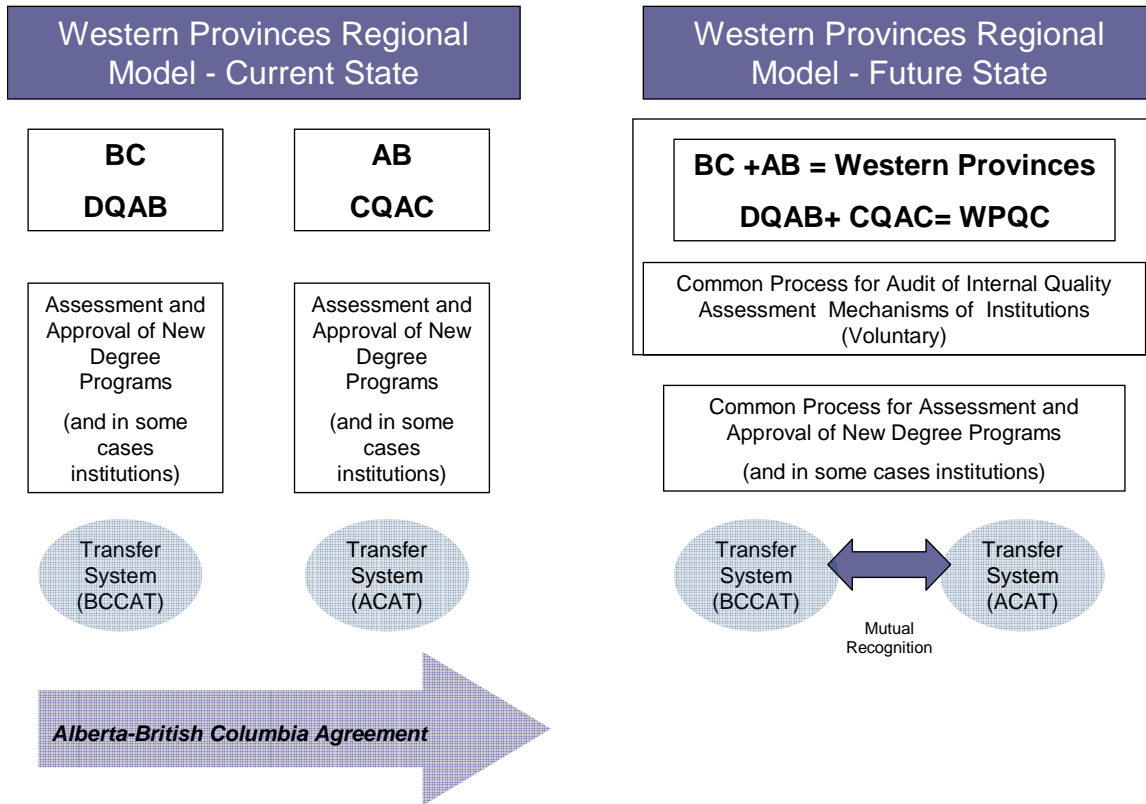 Western Provinces Regional
Model - Current State
BC
DQAB
AB
CQAC
Assessment and
Approval of New
Degree
Programs
(and in some
cases
institutions)
Assessment and
Approval of New
Degree
Programs
(and in some
cases
institutions)
Transfer
System
(BCCAT)
Transfer
System
(ACAT)
Alberta-British Columbia Agreement
Western Provinces Regional
Model - Future State
BC +AB = Western Provinces
DQAB+ CQAC= WPQC
Common Process for Audit of Internal Quality
Assessment Mechanisms of Institutions
(Voluntary)
Common Process for Assessment and
Approval of New Degree Programs
(and in some cases institutions)
Transfer
System
(BCCAT)
Transfer
System
(ACAT)
Mutual
Recognition